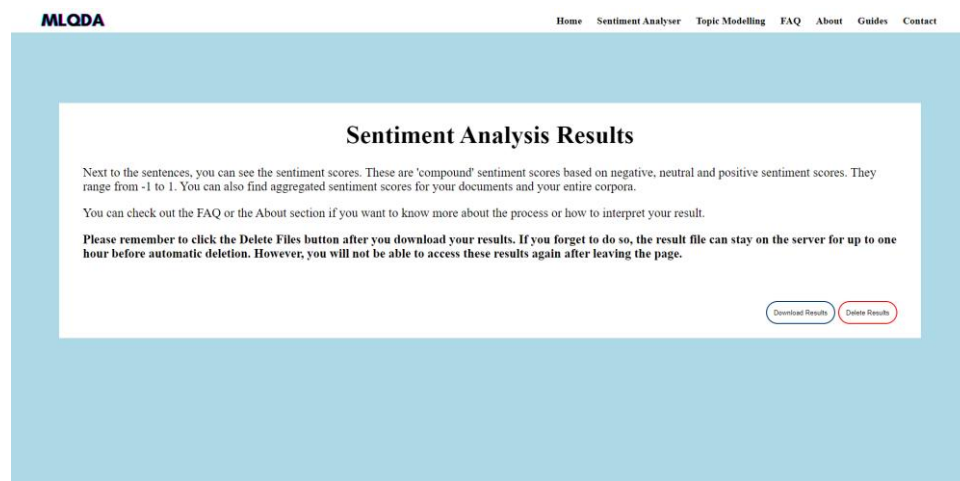 MLQDA
Home Sentiment Analyser Topic Modelling FAQ About Guides Contact
Sentiment Analysis Results
Next to the sentences, you can see the sentiment scores. These are 'compound' sentiment scores based on negative, neutral and positive sentiment scores. They
range from -1 to 1. You can also find aggregated sentiment scores for your documents and your entire corpora.
You can check out the FAQ or the About section if you want to know more about the process or how to interpret your result.
Please remember to click the Delete Files button after you download your results. If you forget to do so, the result file can stay on the server for up to one
hour before automatic deletion. However, you will not be able to access these results again after leaving the page.
Download Results Delete Results